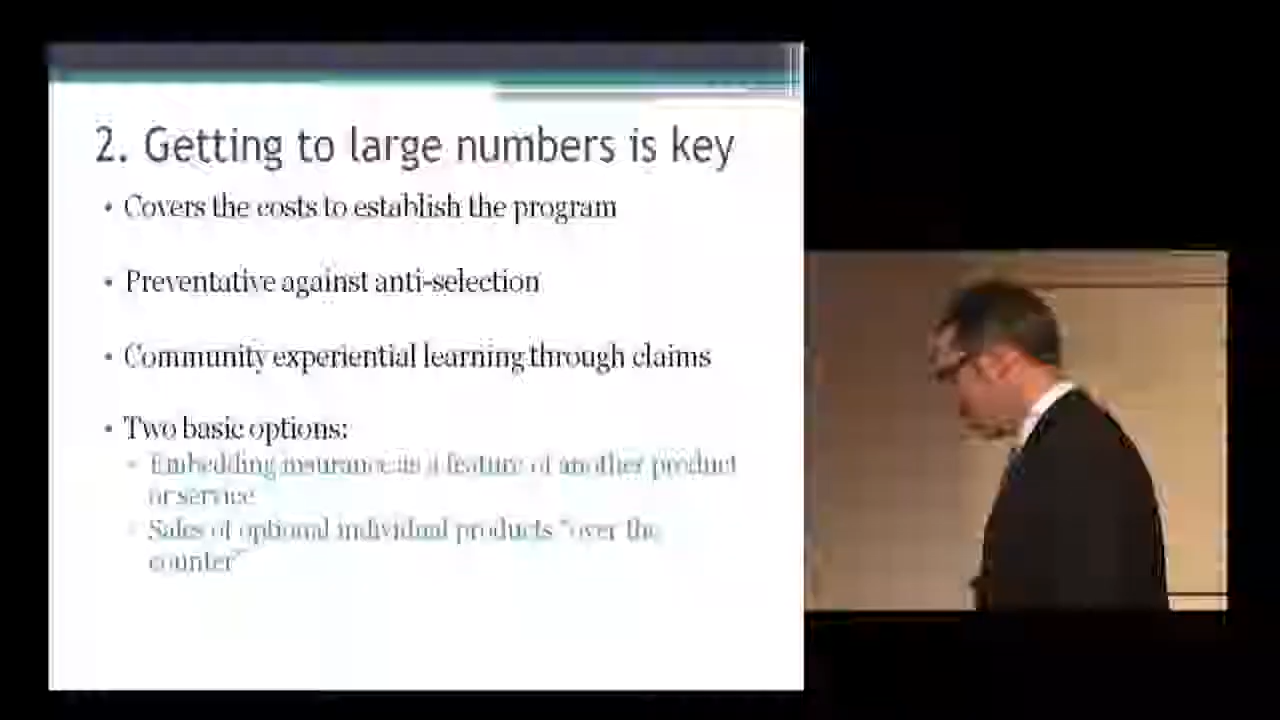 2. Getting to large numbers is key
• Covers the costs to establish the program
• Preventative against anti-selection
• Community experiential learning through claims
• Two basic options:
▫ Embedding insurance as a feature of another product
or service
▫ Sales of optional individual products "over the
counter"